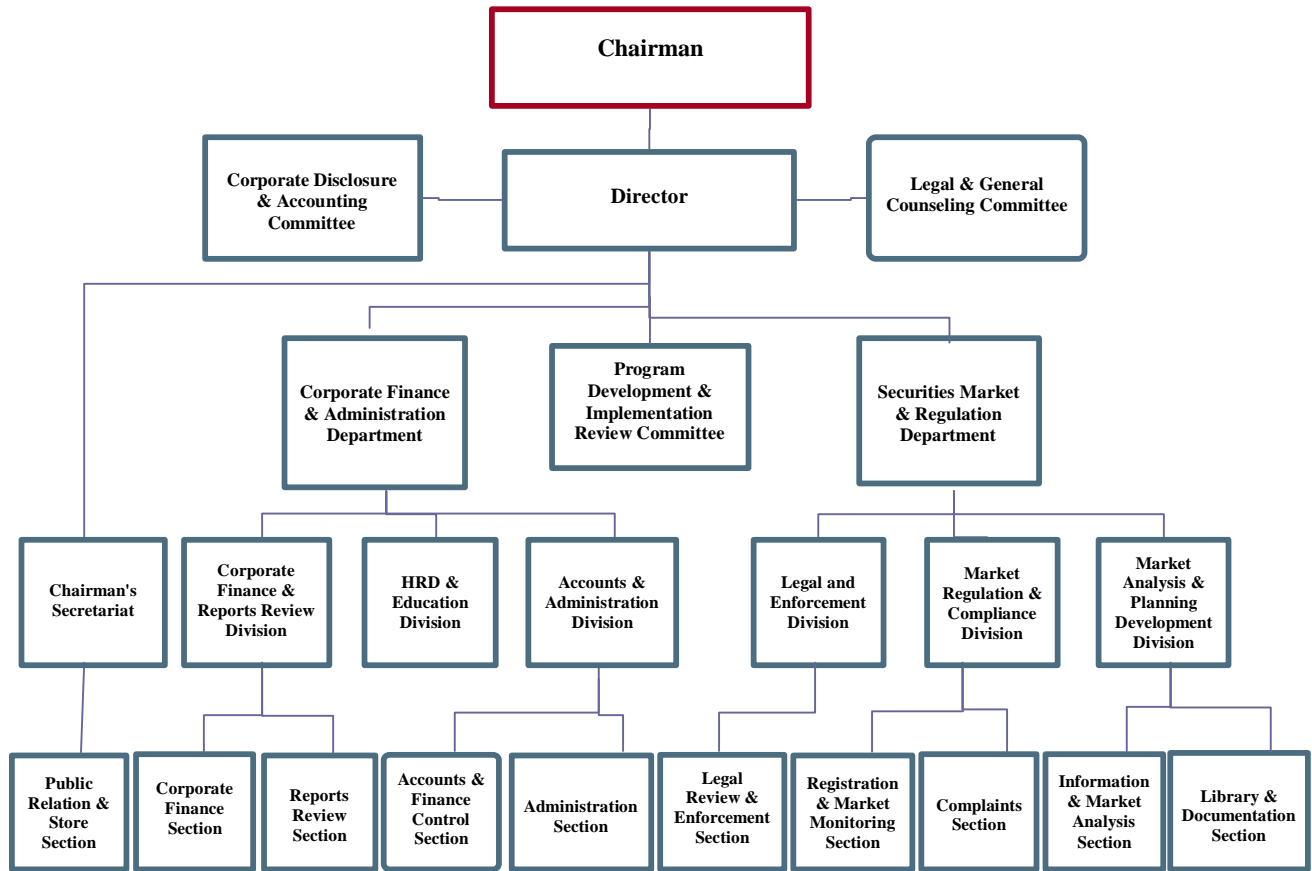 Chairman
Corporate Disclosure
& Accounting
Committee
Director
Legal & General
Counseling Committee
Corporate Finance
& Administration
Department
Program
Development &
Implementation
Review Committee
Securities Market
& Regulation
Department
Chairman's
Secretariat
Corporate
Finance &
Reports Review
Division
HRD &
Education
Division
Accounts &
Administration
Division
Legal and
Enforcement
Division
Market
Regulation &
Compliance
Division
Market
Analysis &
Planning
Development
Division
Public
Relation &
Store
Section
Corporate
Finance
Section
Reports
Review
Section
Accounts &
Finance
Control
Section
Administration
Section
Legal
Review &
Enforcement
Section
Registration
& Market
Monitoring
Section
Complaints
Section
Information
& Market
Analysis
Section
Library &
Documentation
Section